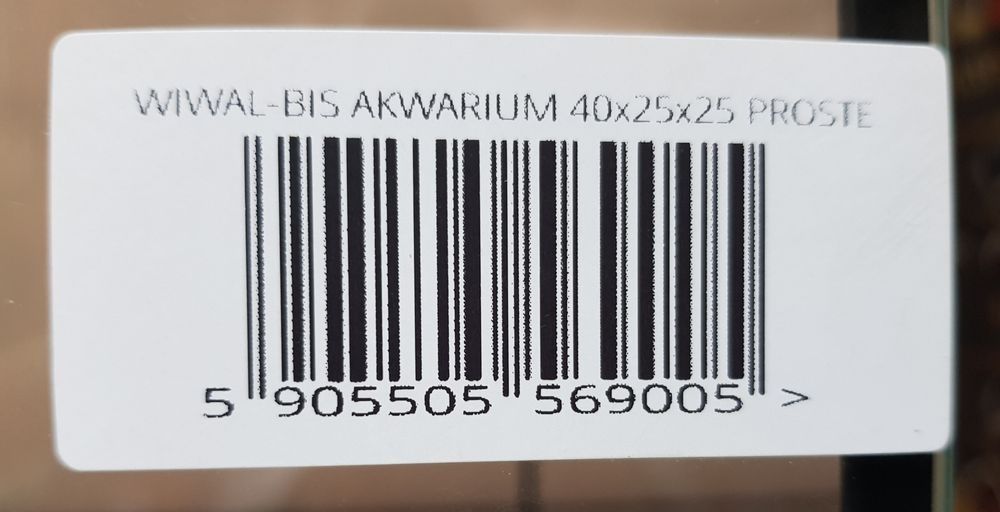 WIWAL-BIS AKWARIUM 40x25x25 PROSTE
5 905505 569005 >